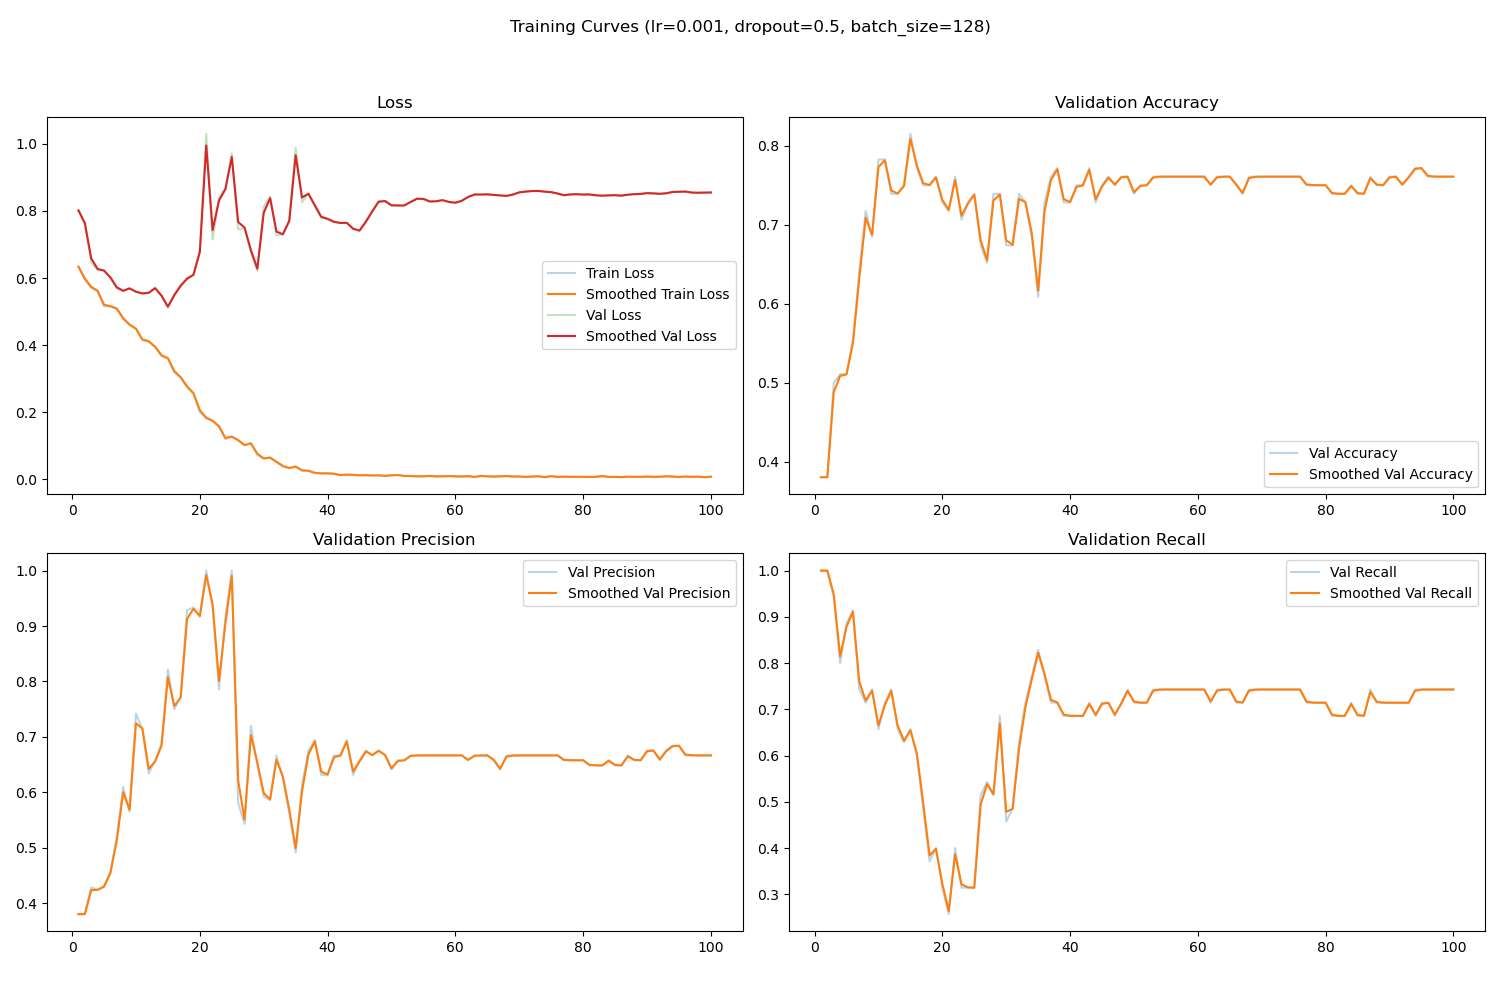 Training Curves (lr=0.001, dropout=0.5, batch_size=128)
Loss
1.0
0.8
0.6
0.4
0.2
0.0
Train Loss
Smoothed Train Loss
Val Loss
Smoothed Val Loss
0 20 40 60 80 100
Validation Accuracy
0.8
0.7
0.6
0.5
0.4
Val Accuracy
Smoothed Val Accuracy
0 20 40 60 80 100
Validation Precision
1.0
0.9
0.8
0.7
0.6
0.5
0.4
Val Precision
Smoothed Val Precision
0 20 40 60 80 100
Validation Recall
1.0
0.9
0.8
0.7
0.6
0.5
0.4
0.3
Val Recall
Smoothed Val Recall
0 20 40 60 80 100